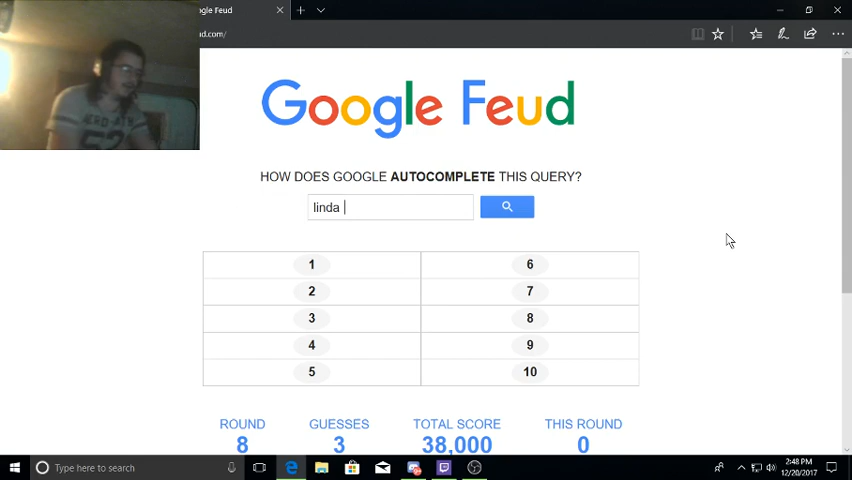 gle Feud
ud.com/
Google Feud
HOW DOES GOOGLE AUTOCOMPLETE THIS QUERY?
linda
1 6
2 7
3 8
4 9
5 10
ROUND GUESSES TOTAL SCORE THIS ROUND
8 3 38,000 0
Type here to search
2:48 PM
12/20/2017